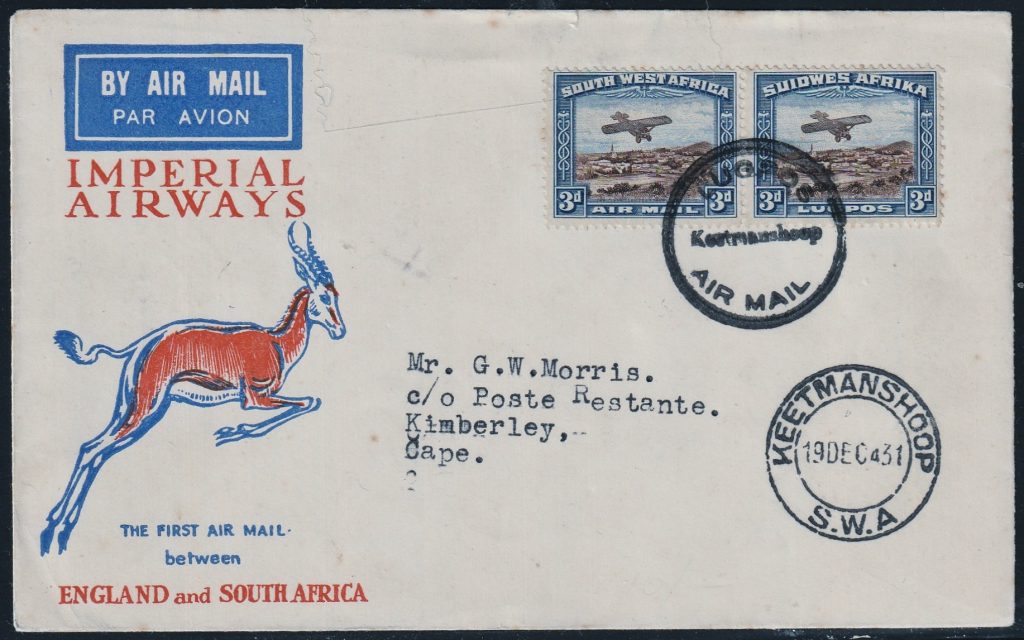 BY AIR MAIL
PAR AVION
IMPERIAL
AIRWAYS
SOUTH WEST AFRICA
3d AIR MAIL 3d
SUIDWES AFRIKA
3d LUGPOS 3d
LUGPOS
Keetmanshoop
AIR MAIL
Mr. G.W.Morris.
c/o Poste Restante.
Kimberley,
Cape.
KEETMANSHOOP
19DEC431
S.W.A
THE FIRST AIR MAIL.
between
ENGLAND and SOUTH AFRICA